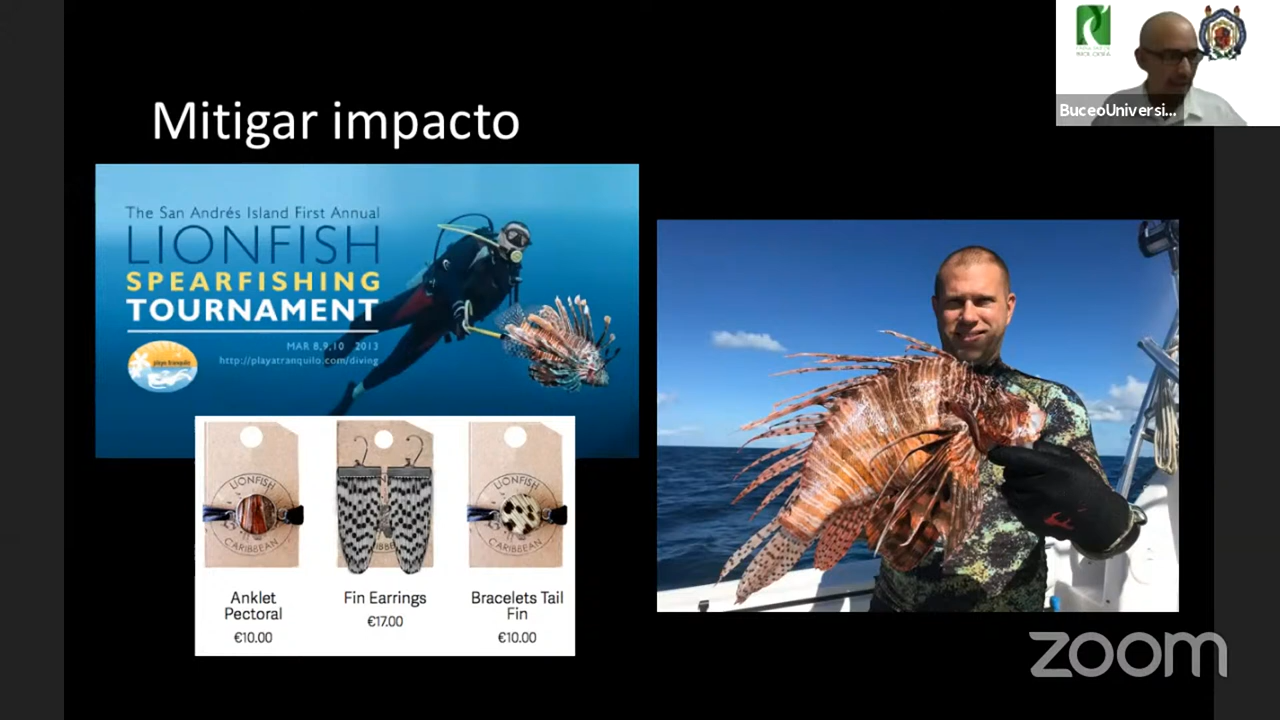 BuceoUniversi...
Mitigar impacto
The San Andrés Island First Annual
LIONFISH
SPEARFISHING
TOURNAMENT
MAR 8,9,10 2013
http://playatranquilo.com/diving
playa tranquilo
LIONFISH
CARIBBEAN
LIONFISH
CARIBBEAN
Anklet
Pectoral
€10.00
Fin Earrings
€17.00
Bracelets Tail
Fin
€10.00
zoom